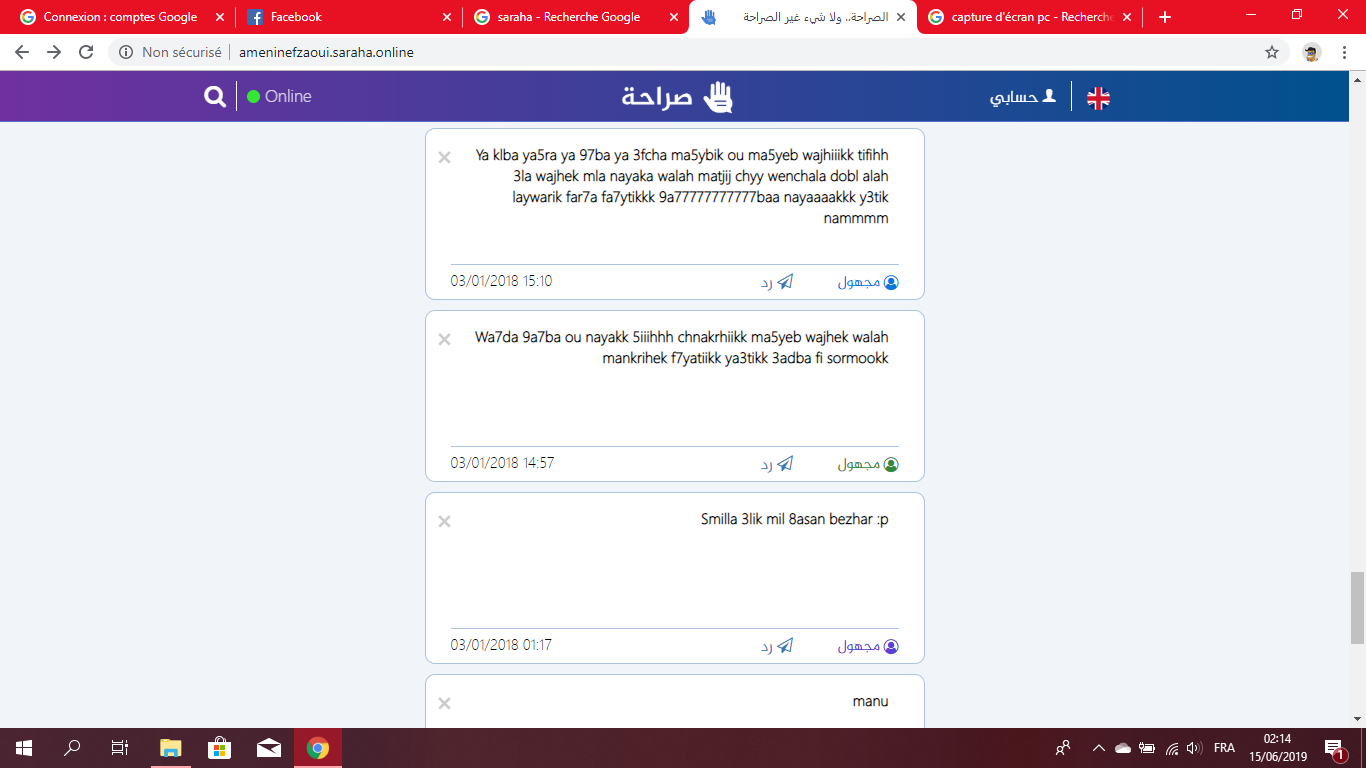 Connexion : comptes Google
Facebook
saraha - Recherche Google
الصراحة.. ولا شيء غير الصراحة
capture d'écran pc - Recherche
Non sécurisé
ameninefzaoui.saraha.online
Online
صراحة
حسابي
Ya klba ya5ra ya 97ba ya 3fcha ma5ybik ou ma5yeb wajhiiikk tifihh
3la wajhek mla nayaka walah matjij chyy wenchala dobl alah
laywarik far7a fa7ytikkk 9a77777777777baa nayaaaakkk y3tik
nammmm
03/01/2018 15:10
رد
مجهول
Wa7da 9a7ba ou nayakk 5iiihhh chnakrhiikk ma5yeb wajhek walah
mankrihek f7yatiikk ya3tikk 3adba fi sormookk
03/01/2018 14:57
رد
مجهول
Smilla 3lik mil 8asan bezhar :p
03/01/2018 01:17
رد
مجهول
manu
FRA
02:14
15/06/2019
1